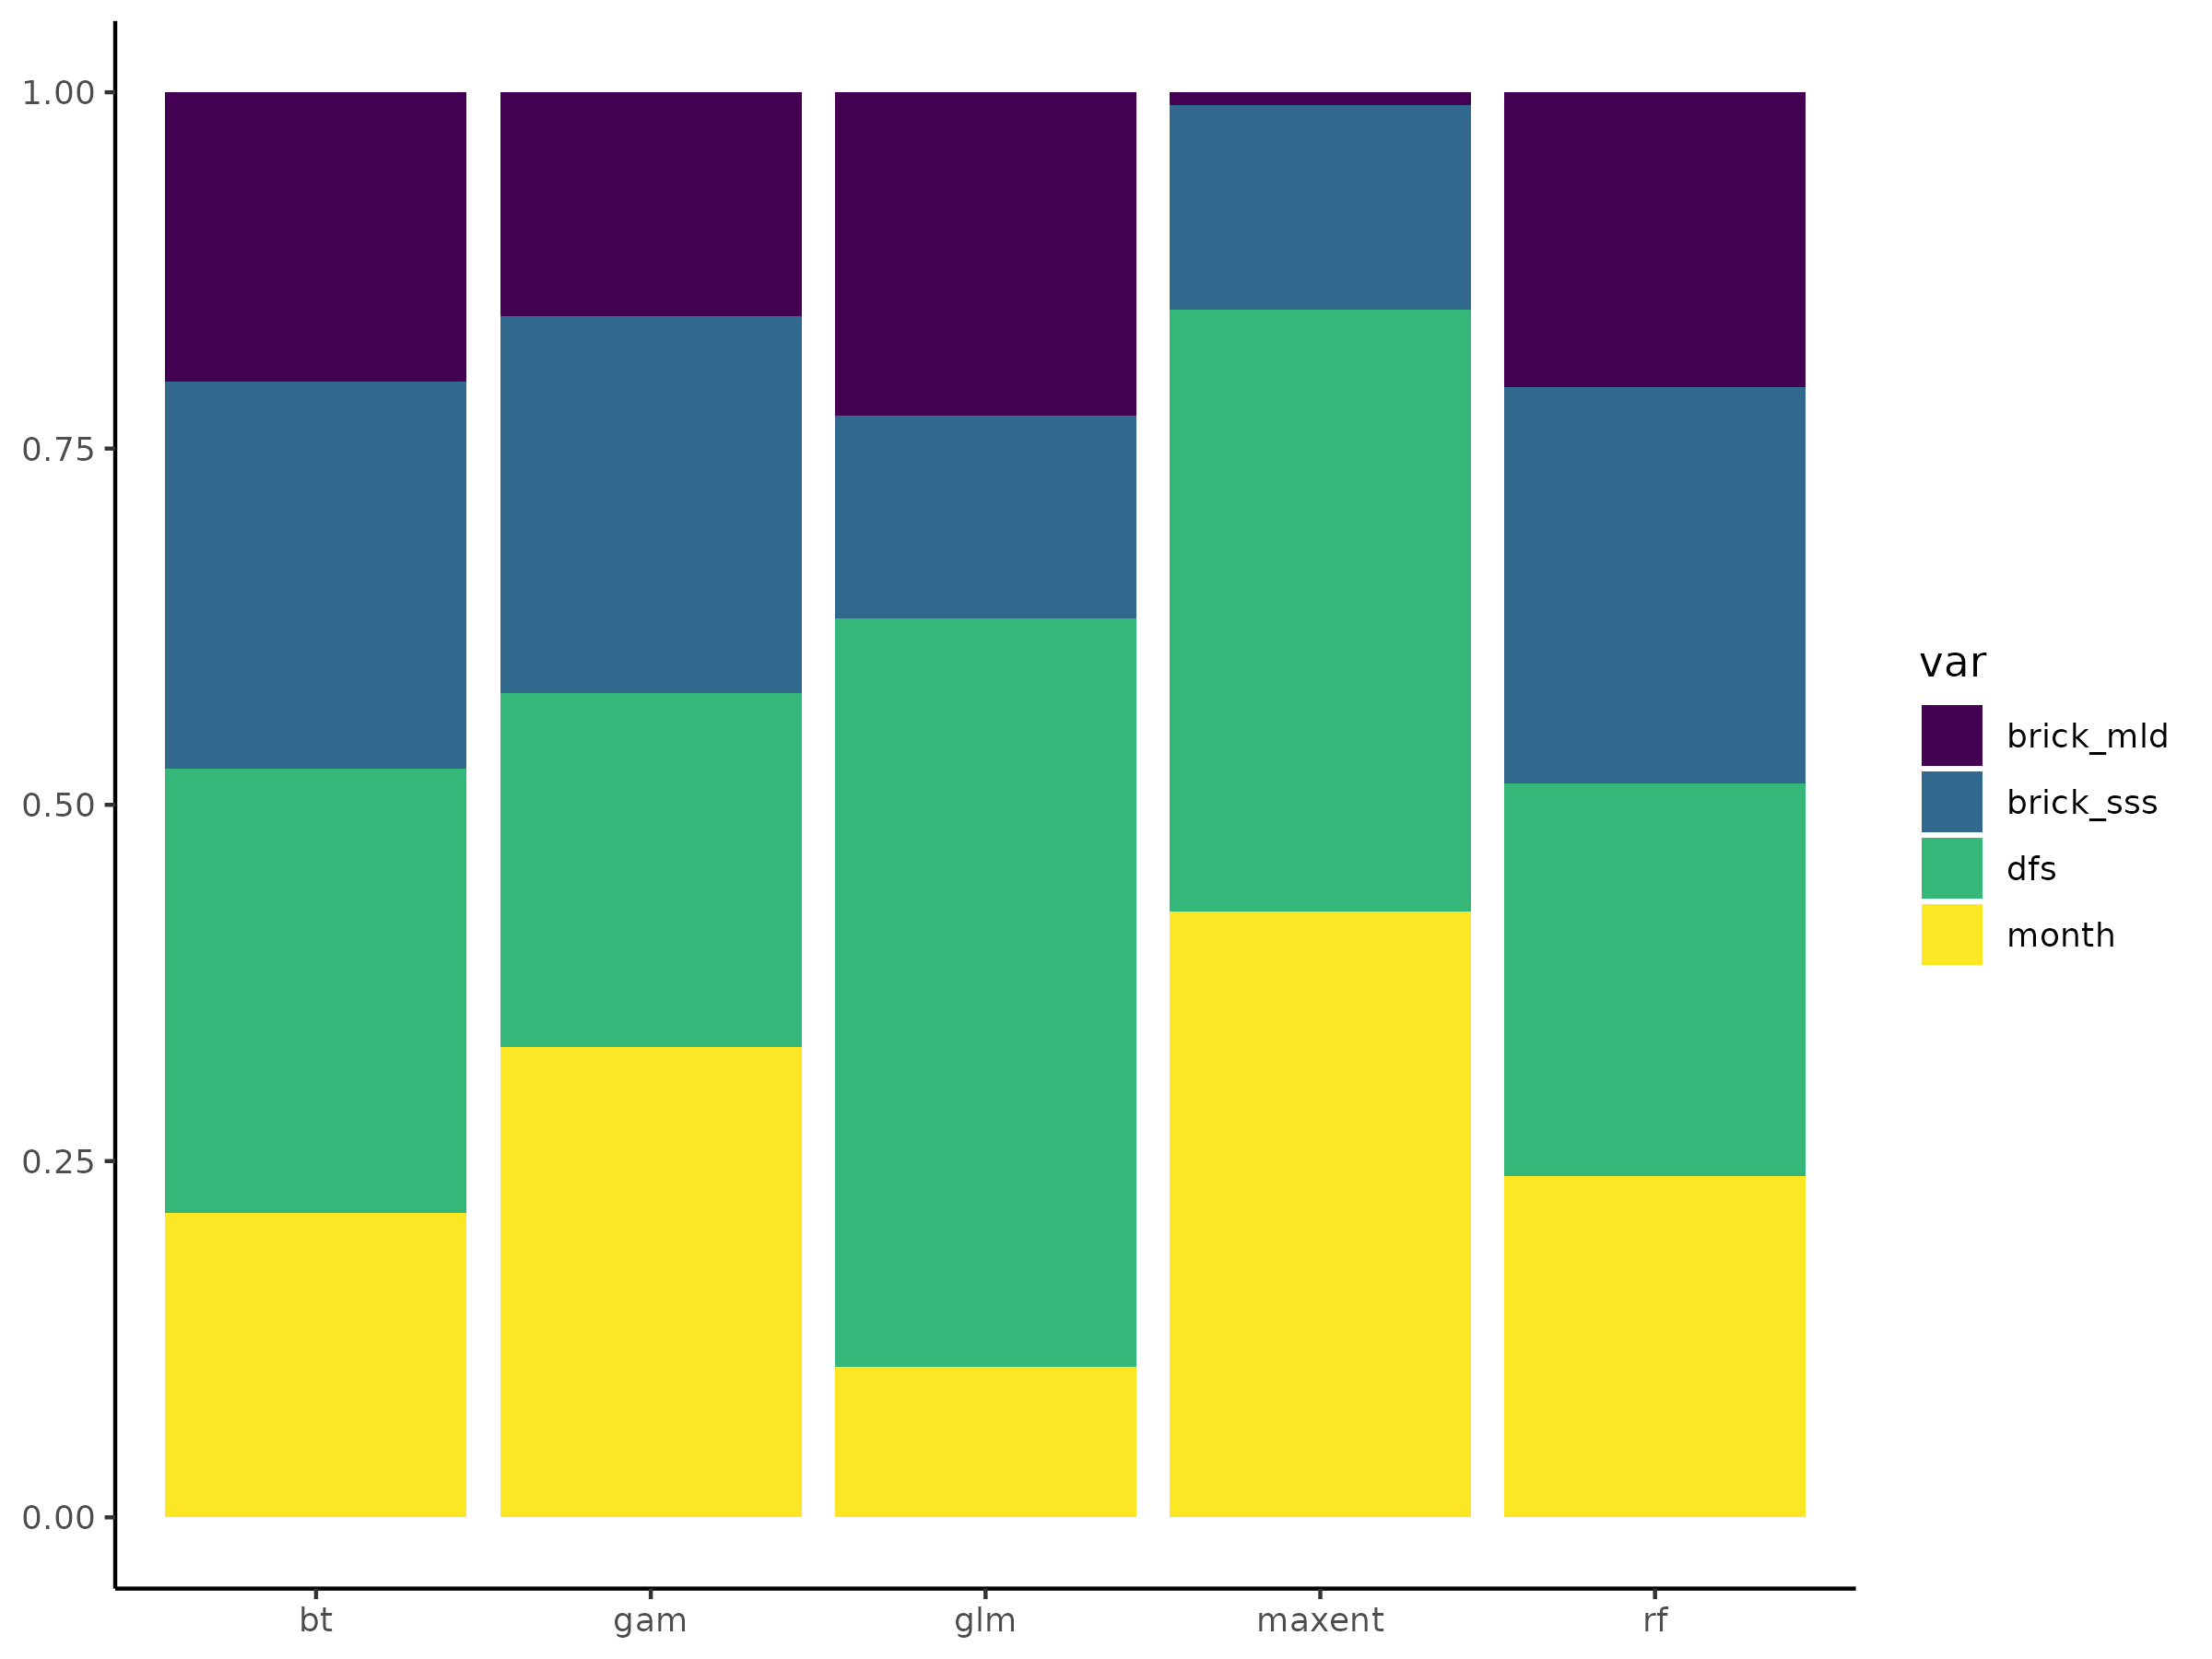 1.00
0.75
0.50
0.25
0.00
bt gam glm maxent rf
var
brick_mld
brick_sss
dfs
month